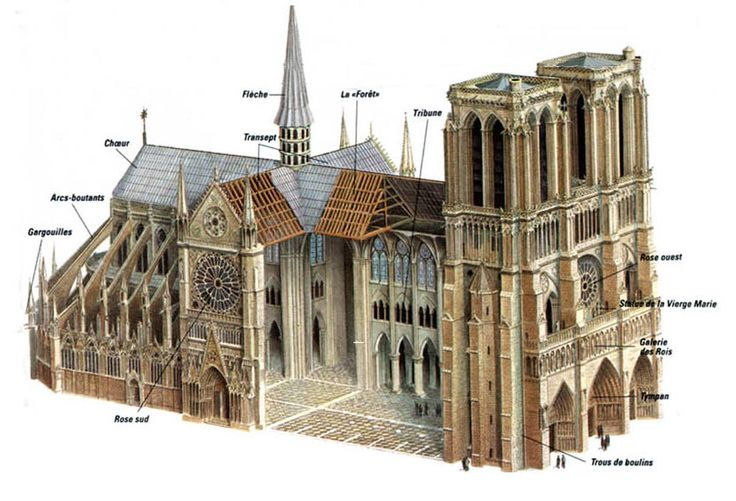 Flèche
La «Forêt»
Tribune
Transept
Chœur
Arcs-boutants
Gargouilles
Rose ouest
Statue de la Vierge Marie
Galerie
des Rois
Tympan
Rose sud
Trous de boulins